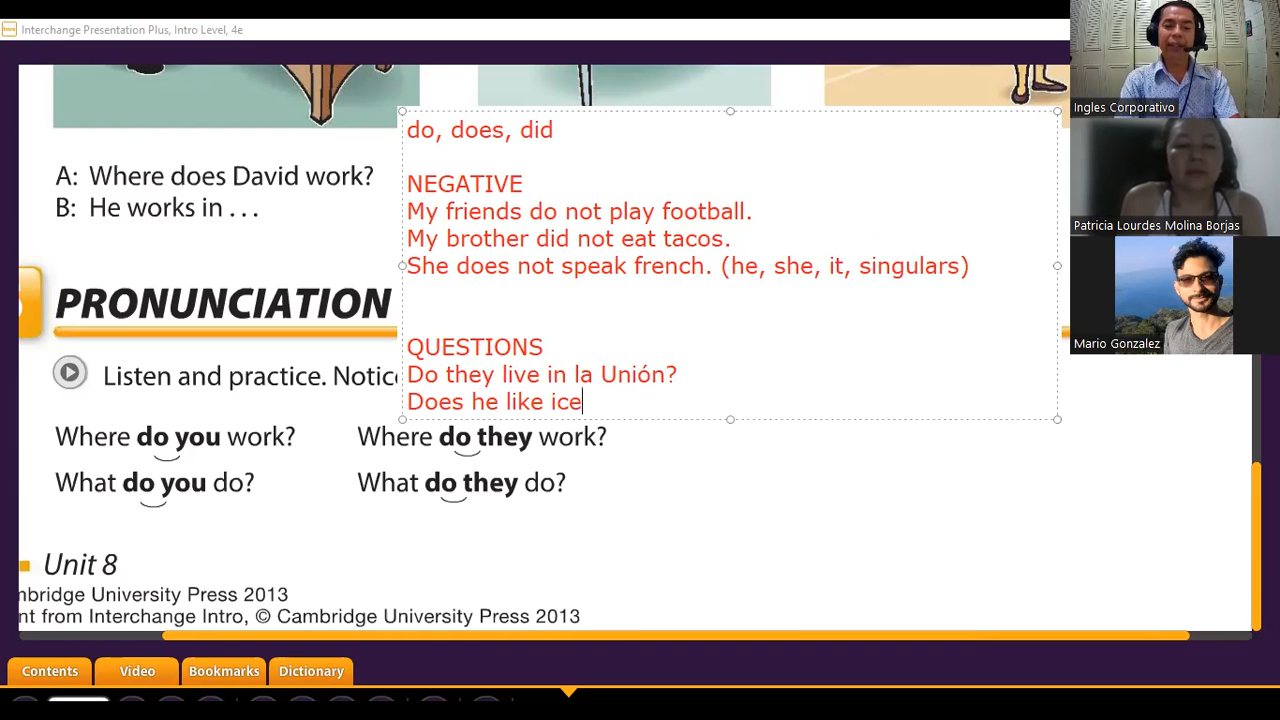 Interchange Presentation Plus, Intro Level, 4e
Ingles Corporativo
Patricia Lourdes Molina Borjas
Mario Gonzalez
do, does, did
NEGATIVE
My friends do not play football.
My brother did not eat tacos.
She does not speak french. (he, she, it, singulars)
QUESTIONS
Do they live in la Unión?
Does he like ice
A: Where does David work?
B: He works in . . .
PRONUNCIATION
Listen and practice. Notic
Where do you work?
Where do they work?
What do you do?
What do they do?
Unit 8
mbridge University Press 2013
nt from Interchange Intro, © Cambridge University Press 2013
Contents
Video
Bookmarks
Dictionary